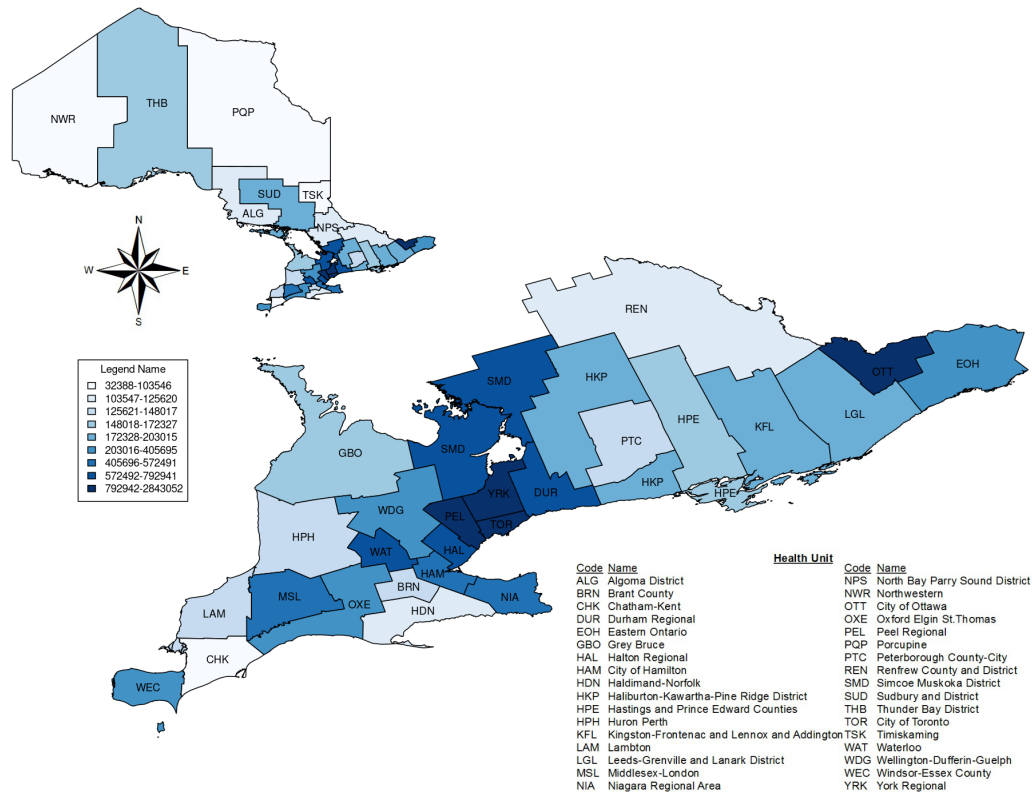 NWR
THB
PQP
SUD
TSK
ALG
NPS
N
W
E
S
Legend Name
32388-103546
103547-125620
125621-148017
148018-172327
172328-203015
203016-405695
405696-572491
572492-792941
792942-2843052
REN
SMD
HKP
OTT
EOH
HPE
LGL
PTC
KFL
GBO
SMD
YRK
DUR
HKP
HPE
WDG
PEL
TOR
HPH
WAT
HAL
HAM
BRN
NIA
MSL
OXE
HDN
LAM
CHK
WEC
Health Unit
Code Name
ALG Algoma District
BRN Brant County
CHK Chatham-Kent
DUR Durham Regional
EOH Eastern Ontario
GBO Grey Bruce
HAL Halton Regional
HAM City of Hamilton
HDN Haldimand-Norfolk
HKP Haliburton-Kawartha-Pine Ridge District
HPE Hastings and Prince Edward Counties
HPH Huron Perth
KFL Kingston-Frontenac and Lennox and Addington
LAM Lambton
LGL Leeds-Grenville and Lanark District
MSL Middlesex-London
NIA Niagara Regional Area
Code Name
NPS North Bay Parry Sound District
NWR Northwestern
OTT City of Ottawa
OXE Oxford Elgin St.Thomas
PEL Peel Regional
PQP Porcupine
PTC Peterborough County-City
REN Renfrew County and District
SMD Simcoe Muskoka District
SUD Sudbury and District
THB Thunder Bay District
TOR City of Toronto
TSK Timiskaming
WAT Waterloo
WDG Wellington-Dufferin-Guelph
WEC Windsor-Essex County
YRK York Regional